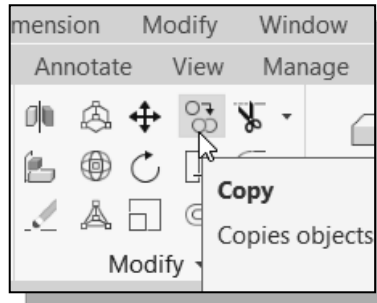 mension Modify Window
Annotate View Manage
Copy
Copies objects
Modify